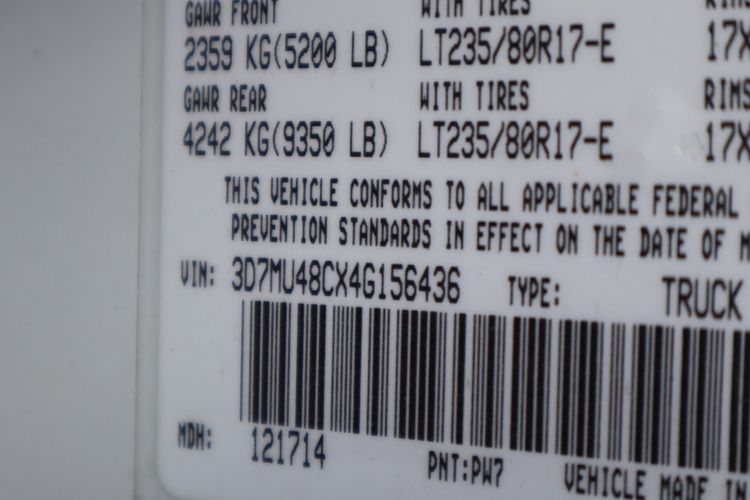 GAWR FRONT WITH TIRES
2359 KG(5200 LB) LT235/80R17-E 17X
GAWR REAR WITH TIRES RIMS
4242 KG(9350 LB) LT235/80R17-E 17X
THIS VEHICLE CONFORMS TO ALL APPLICABLE FEDERAL
PREVENTION STANDARDS IN EFFECT ON THE DATE OF M
VIN: 3D7MU48CX4G156436 TYPE: TRUCK
MDH: 121714
PNT:PW7 VEHICLE MADE IN